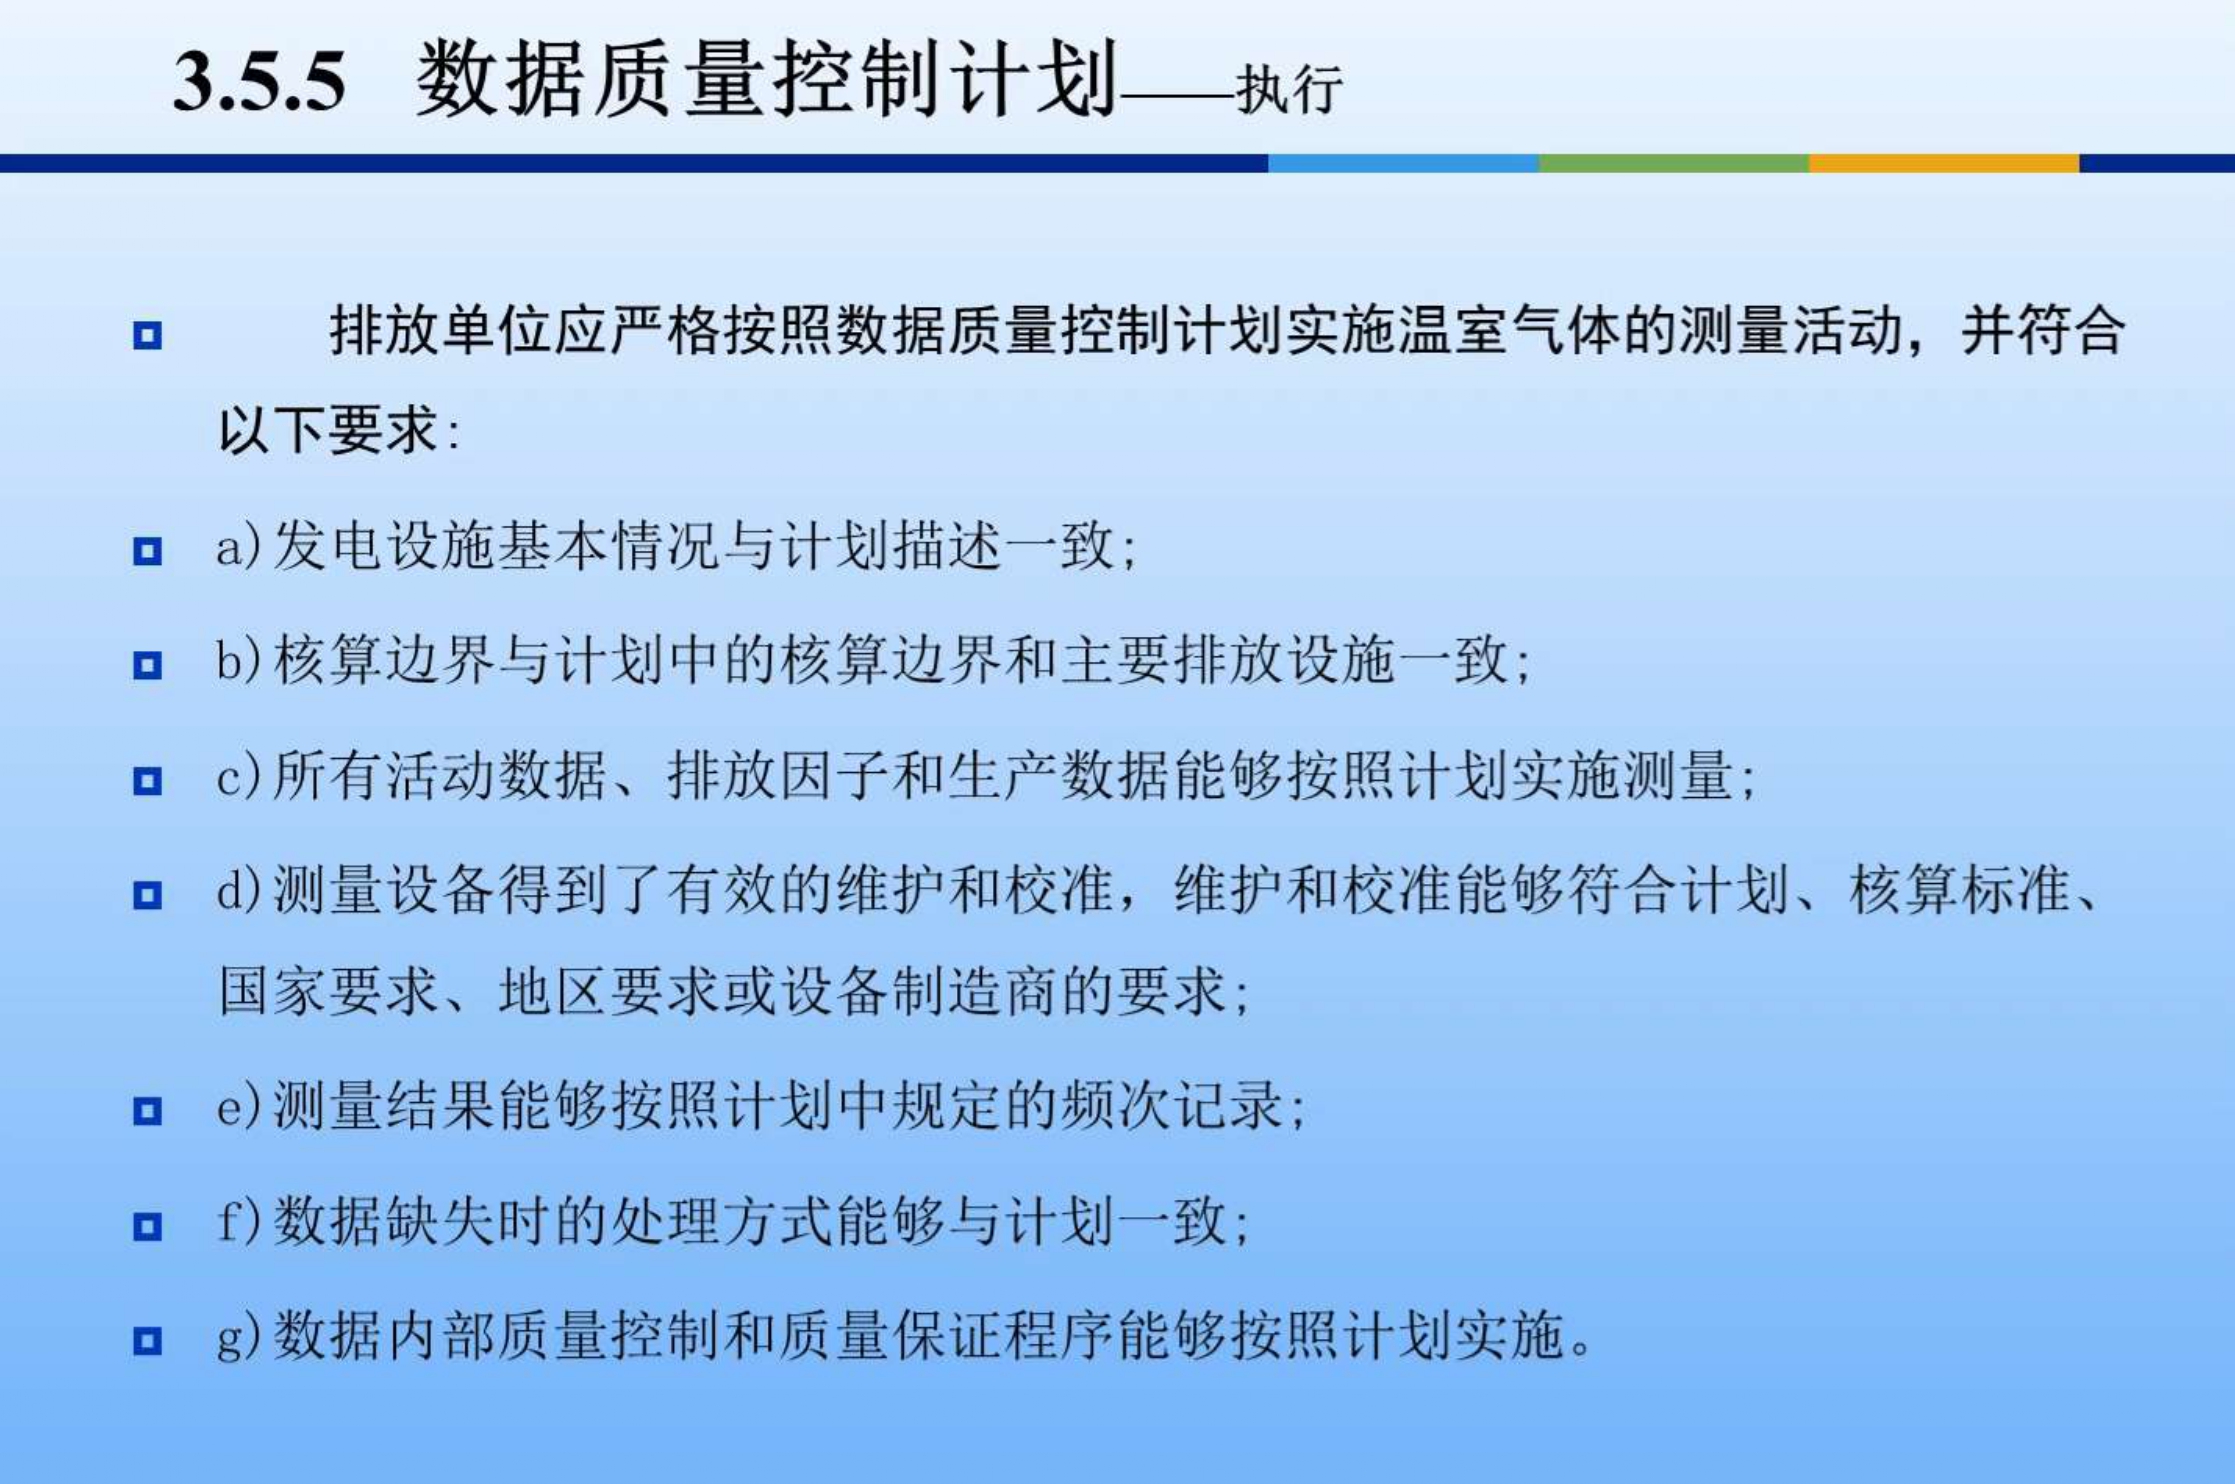 3.5.5 数据质量控制计划——执行
排放单位应严格按照数据质量控制计划实施温室气体的测量活动，并符合
以下要求：
a)发电设施基本情况与计划描述一致；
b)核算边界与计划中的核算边界和主要排放设施一致；
c)所有活动数据、排放因子和生产数据能够按照计划实施测量；
d)测量设备得到了有效的维护和校准，维护和校准能够符合计划、核算标准、
国家要求、地区要求或设备制造商的要求；
e)测量结果能够按照计划中规定的频次记录；
f)数据缺失时的处理方式能够与计划一致；
g)数据内部质量控制和质量保证程序能够按照计划实施。